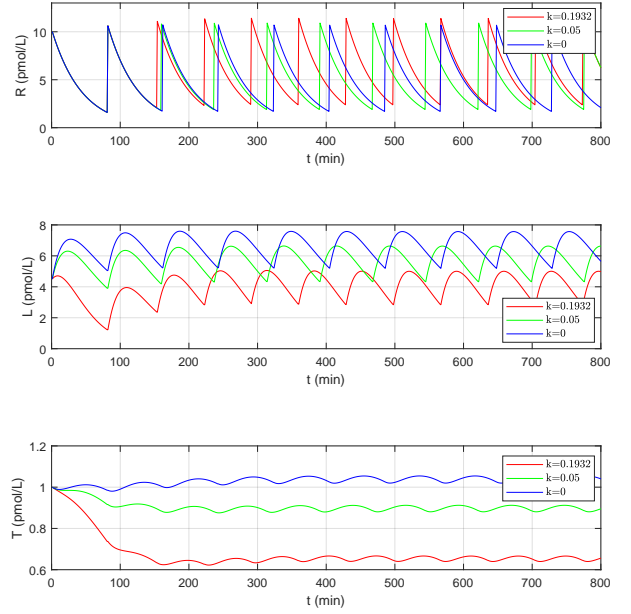 R (pmol/L)
10
5
0
0 100 200 300 400 500 600 700 800
t (min)
k=0.1932
k=0.05
k=0
L (pmol/L)
8
6
4
2
0
0 100 200 300 400 500 600 700 800
t (min)
k=0.1932
k=0.05
k=0
T (pmol/L)
1.2
1
0.8
0.6
0 100 200 300 400 500 600 700 800
t (min)
k=0.1932
k=0.05
k=0